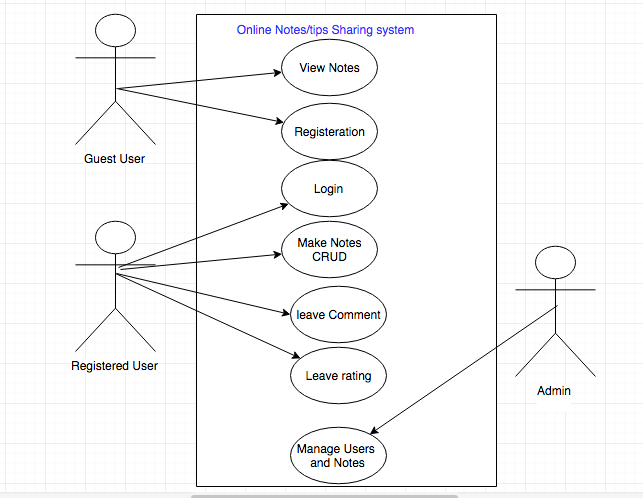 Online Notes/tips Sharing system
View Notes
Registeration
Guest User
Login
Make Notes
CRUD
leave Comment
Registered User
Leave rating
Admin
Manage Users
and Notes